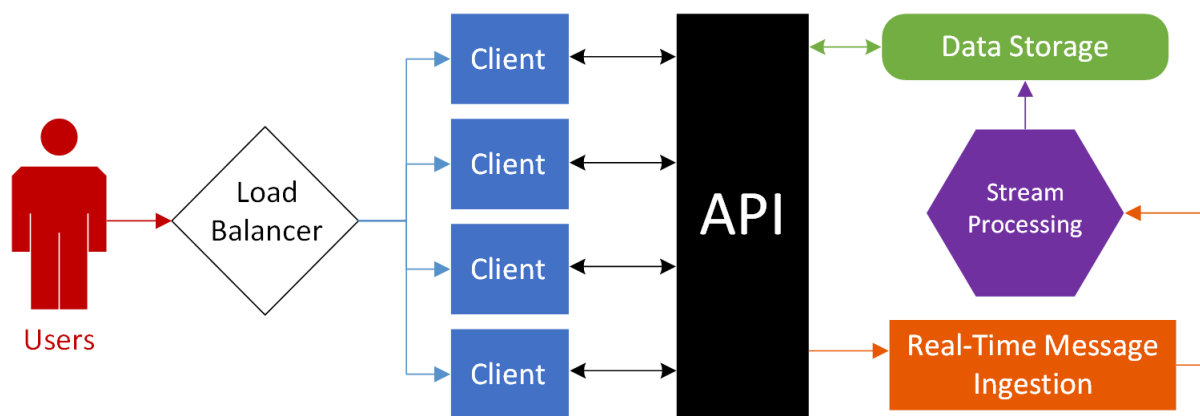 Users
Load
Balancer
Client
Client
Client
Client
API
Data Storage
Stream
Processing
Real-Time Message
Ingestion